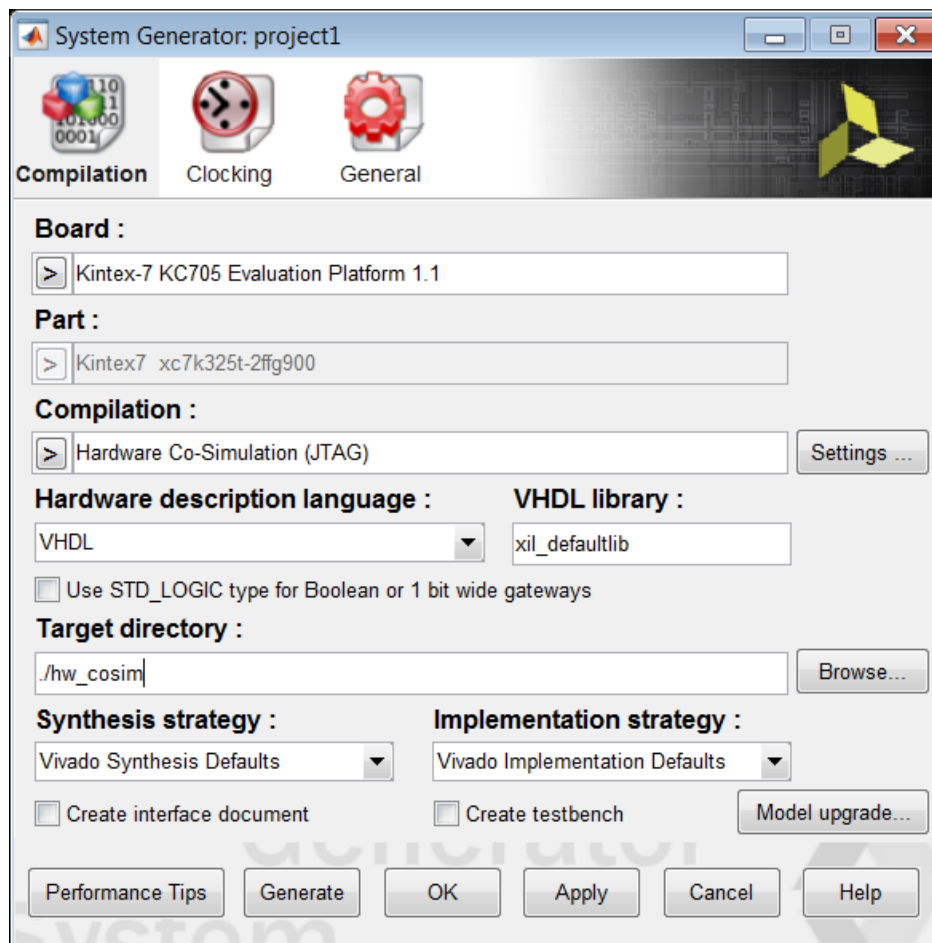 System Generator: project1
Compilation
Clocking
General
Board :
> Kintex-7 KC705 Evaluation Platform 1.1
Part :
> Kintex7 xc7k325t-2ffg900
Compilation :
> Hardware Co-Simulation (JTAG)
Settings ...
Hardware description language :
VHDL library :
VHDL
xil_defaultlib
Use STD_LOGIC type for Boolean or 1 bit wide gateways
Target directory :
./hw_cosim
Browse...
Synthesis strategy :
Implementation strategy :
Vivado Synthesis Defaults
Vivado Implementation Defaults
Create interface document
Create testbench
Model upgrade...
Generator
Performance Tips
Generate
OK
Apply
Cancel
Help
System